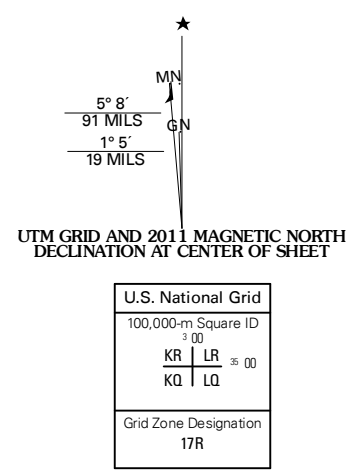 ★
MN
5° 8´
91 MILS
GN
1° 5´
19 MILS
UTM GRID AND 2011 MAGNETIC NORTH
DECLINATION AT CENTER OF SHEET
U.S. National Grid
100,000-m Square ID
3 00
KR LR 35 00
KQ LQ
Grid Zone Designation
17R